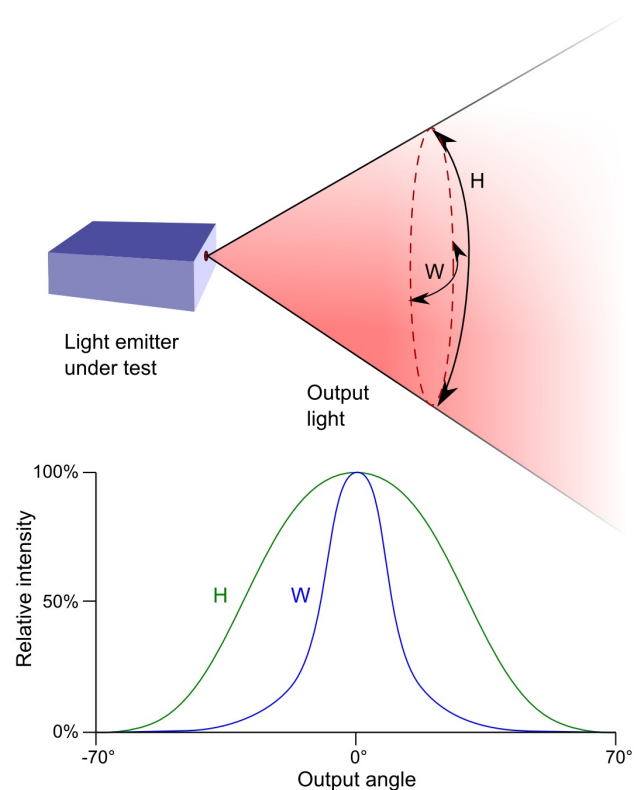 H
W
Light emitter
under test
Output
light
100%
Relative intensity
H
W
50%
0%
-70°
0°
70°
Output angle